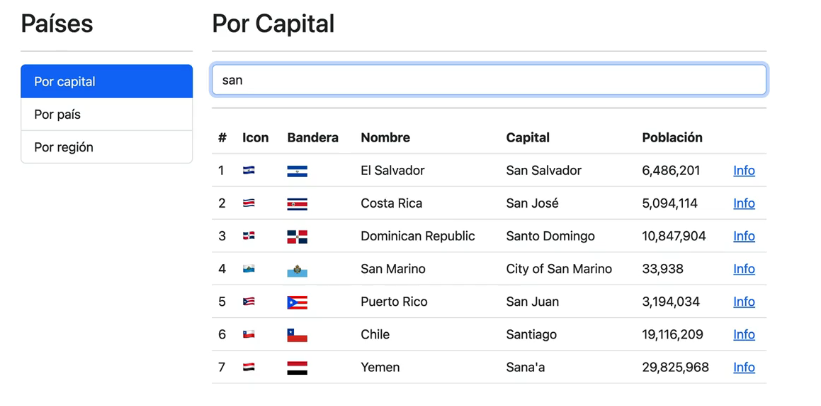 Países
Por capital
Por país
Por región
Por Capital
san
# Icon Bandera Nombre Capital Población
1 El Salvador San Salvador 6,486,201 Info
2 Costa Rica San José 5,094,114 Info
3 Dominican Republic Santo Domingo 10,847,904 Info
4 San Marino City of San Marino 33,938 Info
5 Puerto Rico San Juan 3,194,034 Info
6 Chile Santiago 19,116,209 Info
7 Yemen Sana'a 29,825,968 Info